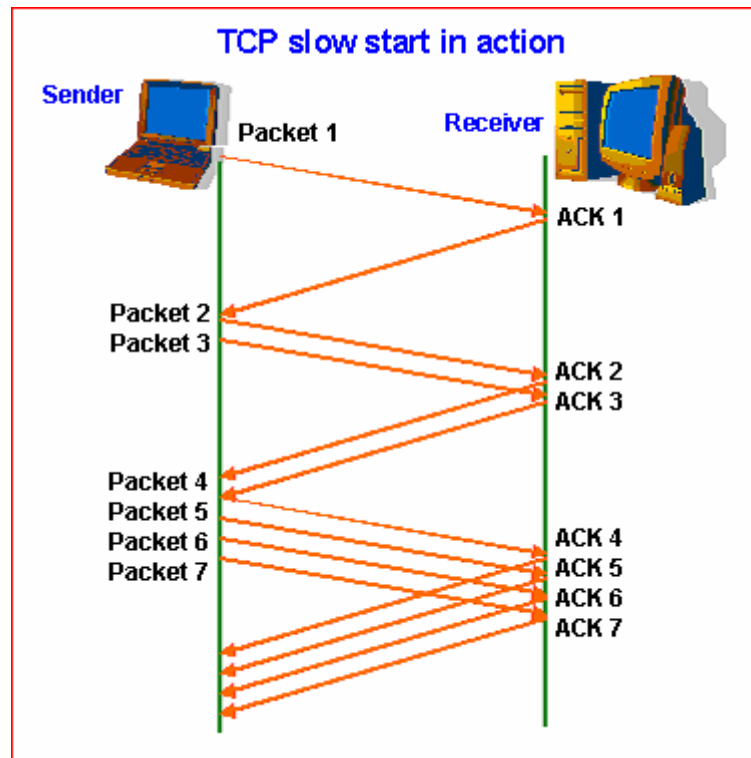 TCP slow start in action
Sender
Packet 1
Receiver
ACK 1
Packet 2
Packet 3
ACK 2
ACK 3
Packet 4
Packet 5
Packet 6
Packet 7
ACK 4
ACK 5
ACK 6
ACK 7